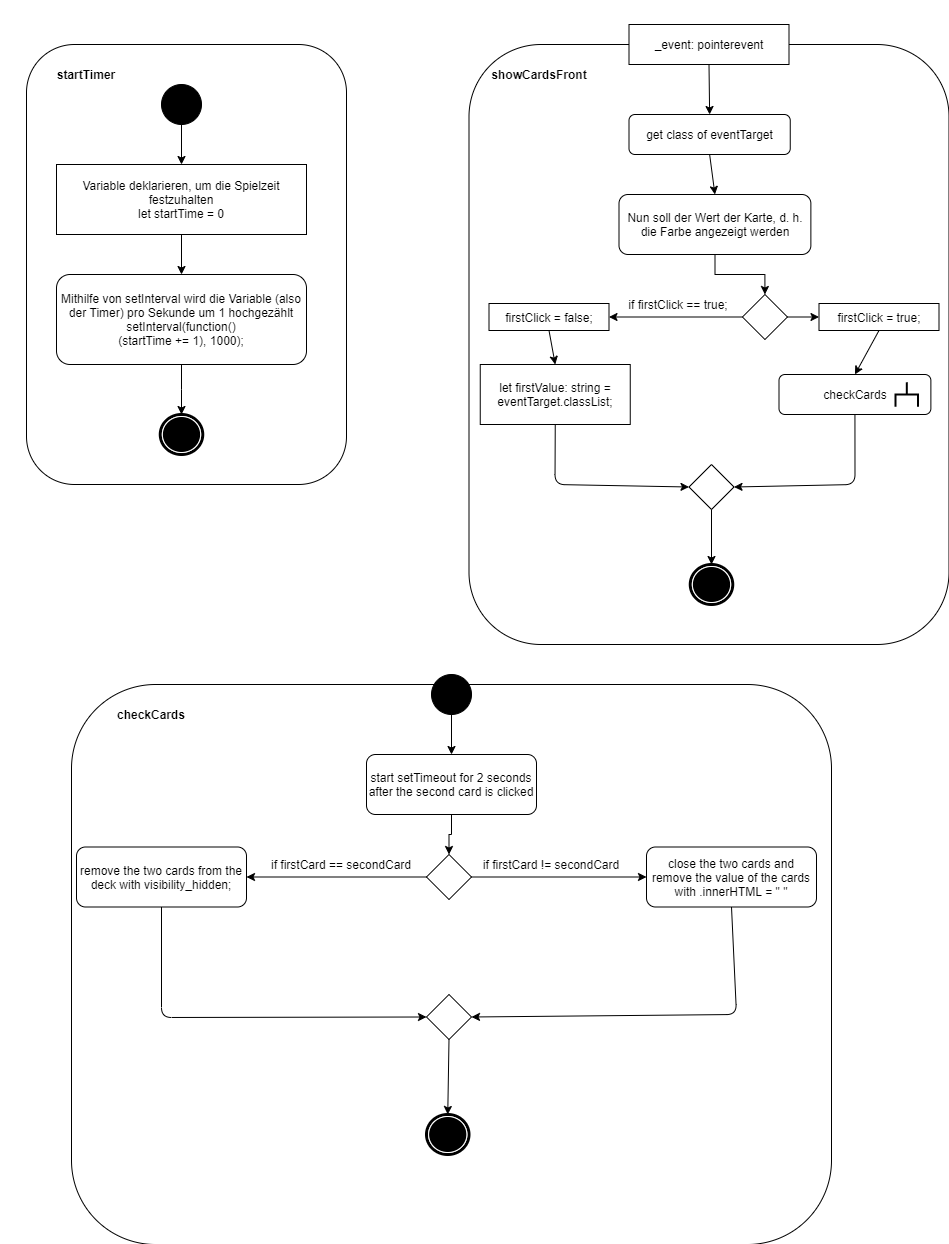 startTimer
Variable deklarieren, um die Spielzeit
festzuhalten
let startTime = 0
Mithilfe von setInterval wird die Variable (also
der Timer) pro Sekunde um 1 hochgezählt
setInterval(function()
(startTime += 1), 1000);
_event: pointerevent
showCardsFront
get class of eventTarget
Nun soll der Wert der Karte, d. h.
die Farbe angezeigt werden
if firstClick == true;
firstClick = false;
firstClick = true;
let firstValue: string =
eventTarget.classList;
checkCards
checkCards
start setTimeout for 2 seconds
after the second card is clicked
if firstCard == secondCard
if firstCard != secondCard
remove the two cards from the
deck with visibility_hidden;
close the two cards and
remove the value of the cards
with .innerHTML = " "